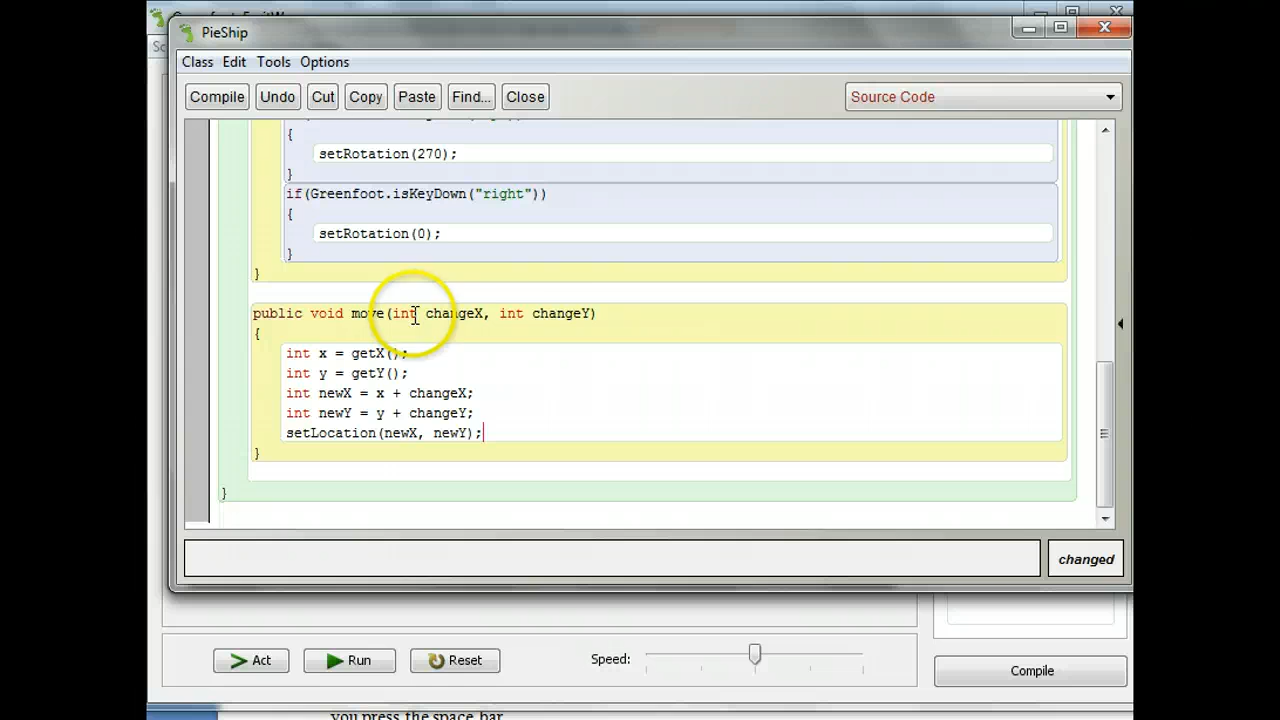 PieShip
Class Edit Tools Options
Compile Undo Cut Copy Paste Find... Close Source Code
{
setRotation(270);
}
if(Greenfoot.isKeyDown("right"))
{
setRotation(0);
}
}
public void move(int changeX, int changeY)
{
int x = getX();
int y = getY();
int newX = x + changeX;
int newY = y + changeY;
setLocation(newX, newY);
}
}
changed
Act Run Reset Speed: Compile
you press the space bar